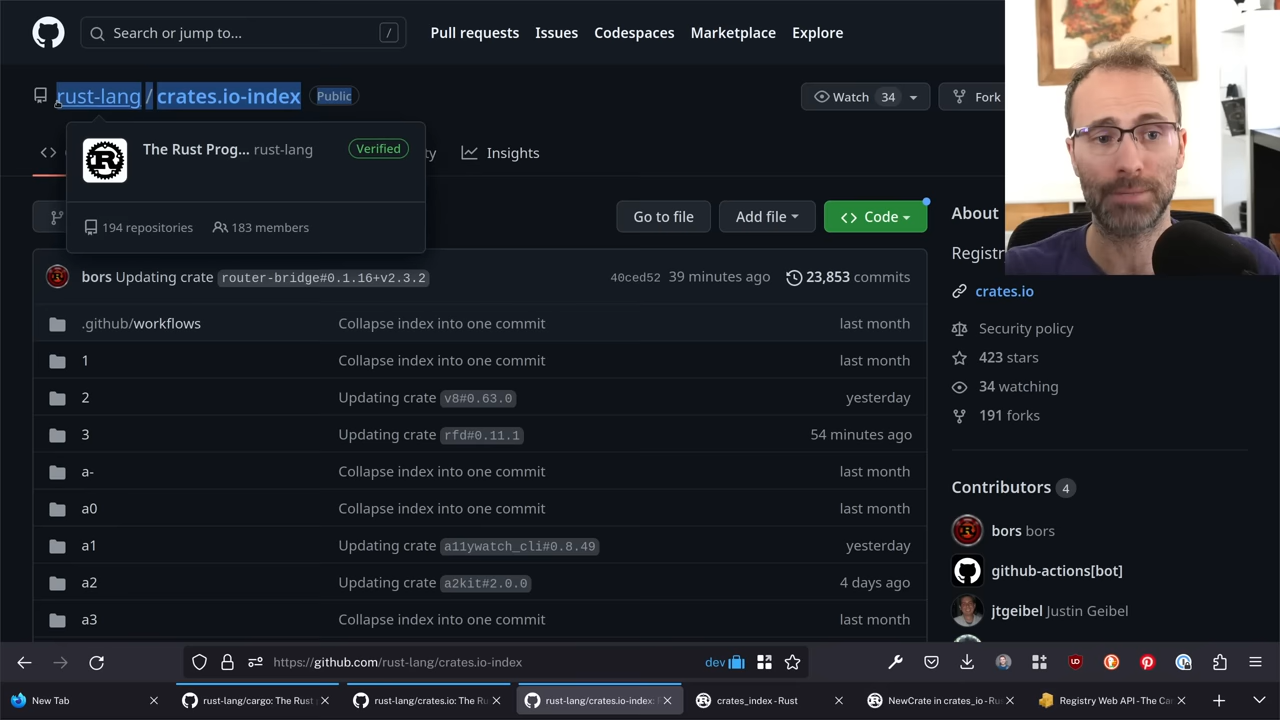 Search or jump to...
/
Pull requests
Issues
Codespaces
Marketplace
Explore
rust-lang / crates.io-index
Public
Watch 34
Fork
The Rust Prog... rust-lang
Verified
194 repositories
183 members
Insights
Go to file
Add file
Code
About
bors Updating crate router-bridge#0.1.16+v2.3.2
40ced52 39 minutes ago
23,853 commits
.github/workflows Collapse index into one commit last month
1 Collapse index into one commit last month
2 Updating crate v8#0.63.0 yesterday
3 Updating crate rfd#0.11.1 54 minutes ago
a- Collapse index into one commit last month
a0 Collapse index into one commit last month
a1 Updating crate a11ywatch_cli#0.8.49 yesterday
a2 Updating crate a2kit#2.0.0 4 days ago
a3 Collapse index into one commit last month
crates.io
Security policy
423 stars
34 watching
191 forks
Contributors 4
bors bors
github-actions[bot]
jtgeibel Justin Geibel
https://github.com/rust-lang/crates.io-index
dev
New Tab
rust-lang/cargo: The Rust
rust-lang/crates.io: The Ru
rust-lang/crates.io-index:
crates_index - Rust
NewCrate in crates_io - Ru
Registry Web API - The Ca